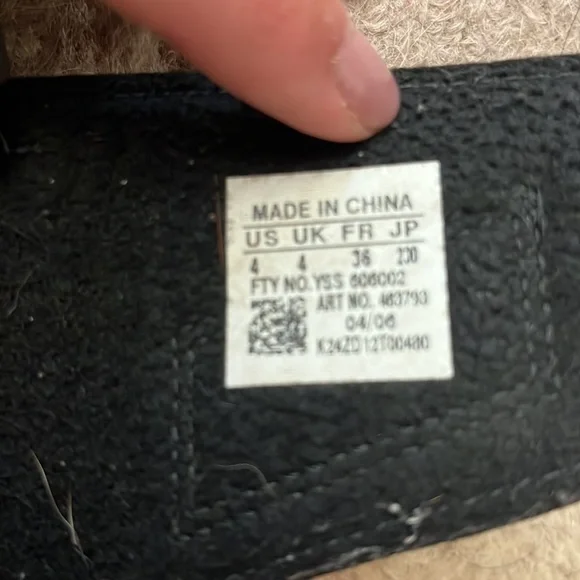 MADE IN CHINA
US UK FR JP
4 4 36 230
FTY NO.YSS 606002
ART NO. 463793
04/06
K24ZD12T00480